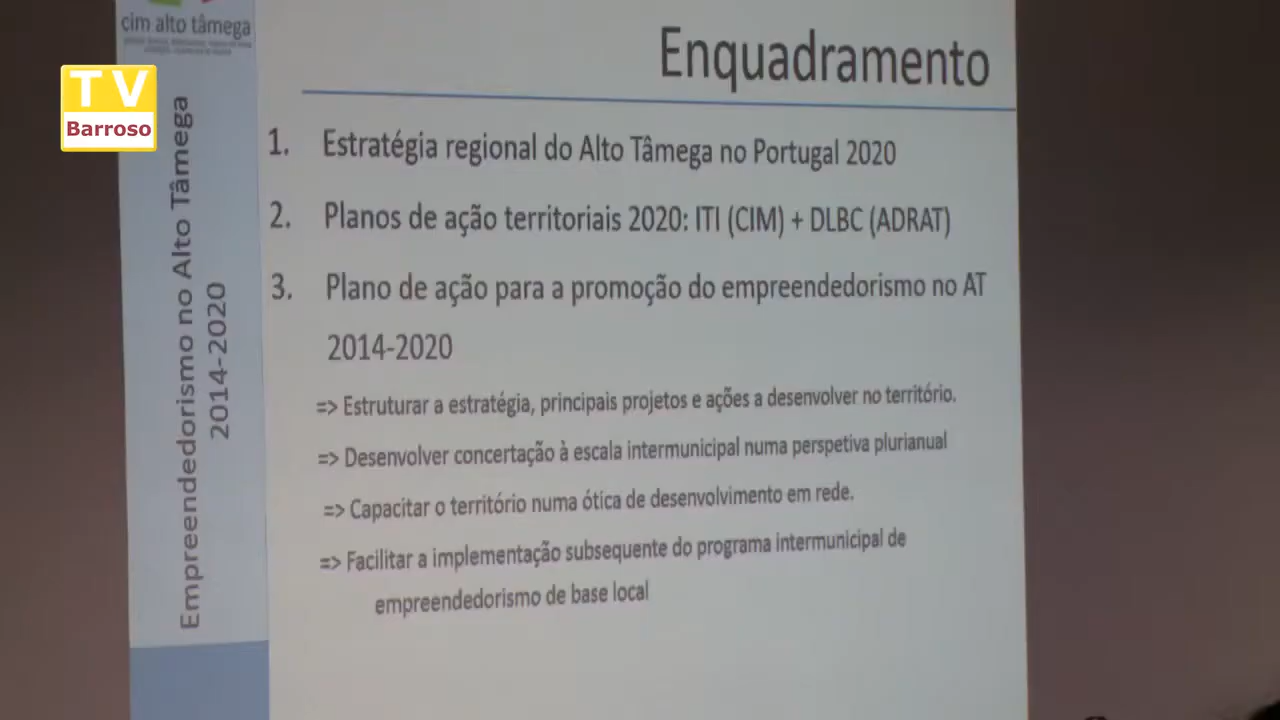 cim alto tâmega
TV
Barroso
Empreendedorismo no Alto Tâmega
2014-2020
Enquadramento
1. Estratégia regional do Alto Tâmega no Portugal 2020
2. Planos de ação territoriais 2020: ITI (CIM) + DLBC (ADRAT)
3. Plano de ação para a promoção do empreendedorismo no AT
2014-2020
=> Estruturar a estratégia, principais projetos e ações a desenvolver no território.
=> Desenvolver concertação à escala intermunicipal numa perspetiva plurianual
=> Capacitar o território numa ótica de desenvolvimento em rede.
=> Facilitar a implementação subsequente do programa intermunicipal de
empreendedorismo de base local